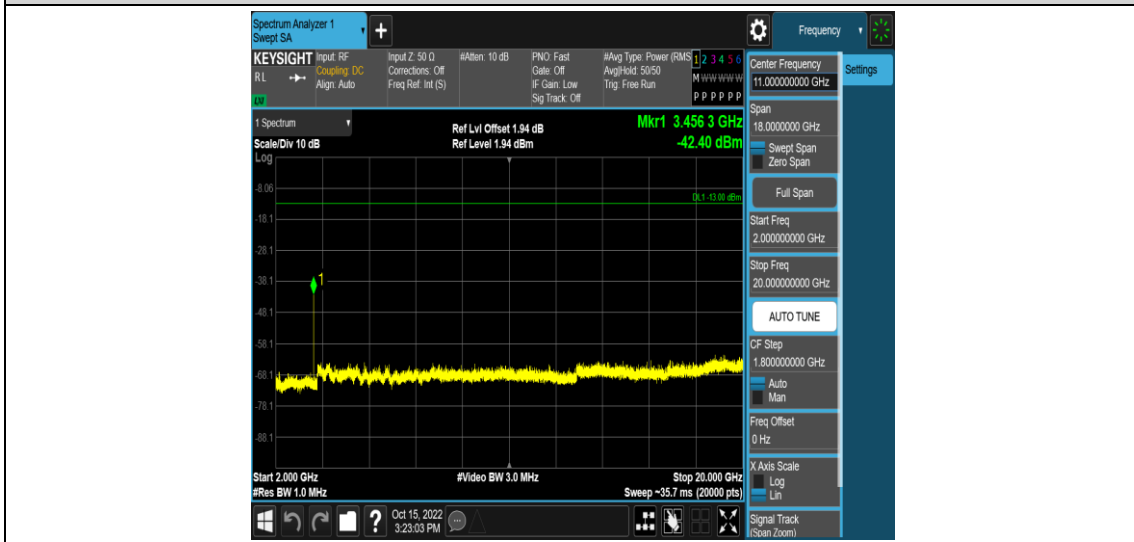 Spectrum Analyzer 1
Swept SA
+
Frequency
KEYSIGHT
RL
LXI
Input: RF
Coupling: DC
Align: Auto
Input Z: 50 Ω
Corrections: Off
Freq Ref: Int (S)
#Atten: 10 dB
PNO: Fast
Gate: Off
IF Gain: Low
Sig Track: Off
#Avg Type: Power (RMS
Avg|Hold: 50/50
Trig: Free Run
1 2 3 4 5 6
M W W W W W
P P P P P P
1 Spectrum
Scale/Div 10 dB
Log
Ref Lvl Offset 1.94 dB
Ref Level 1.94 dBm
Mkr1 3.456 3 GHz
-42.40 dBm
-8.06
DL1 -13.00 dBm
-18.1
-28.1
-38.1
1
-48.1
-58.1
-68.1
-78.1
-88.1
Start 2.000 GHz
#Res BW 1.0 MHz
#Video BW 3.0 MHz
Stop 20.000 GHz
Sweep ~35.7 ms (20000 pts)
?
Oct 15, 2022
3:23:03 PM
Center Frequency
11.000000000 GHz
Settings
Span
18.0000000 GHz
Swept Span
Zero Span
Full Span
Start Freq
2.000000000 GHz
Stop Freq
20.000000000 GHz
AUTO TUNE
CF Step
1.800000000 GHz
Auto
Man
Freq Offset
0 Hz
X Axis Scale
Log
Lin
Signal Track
(Span Zoom)